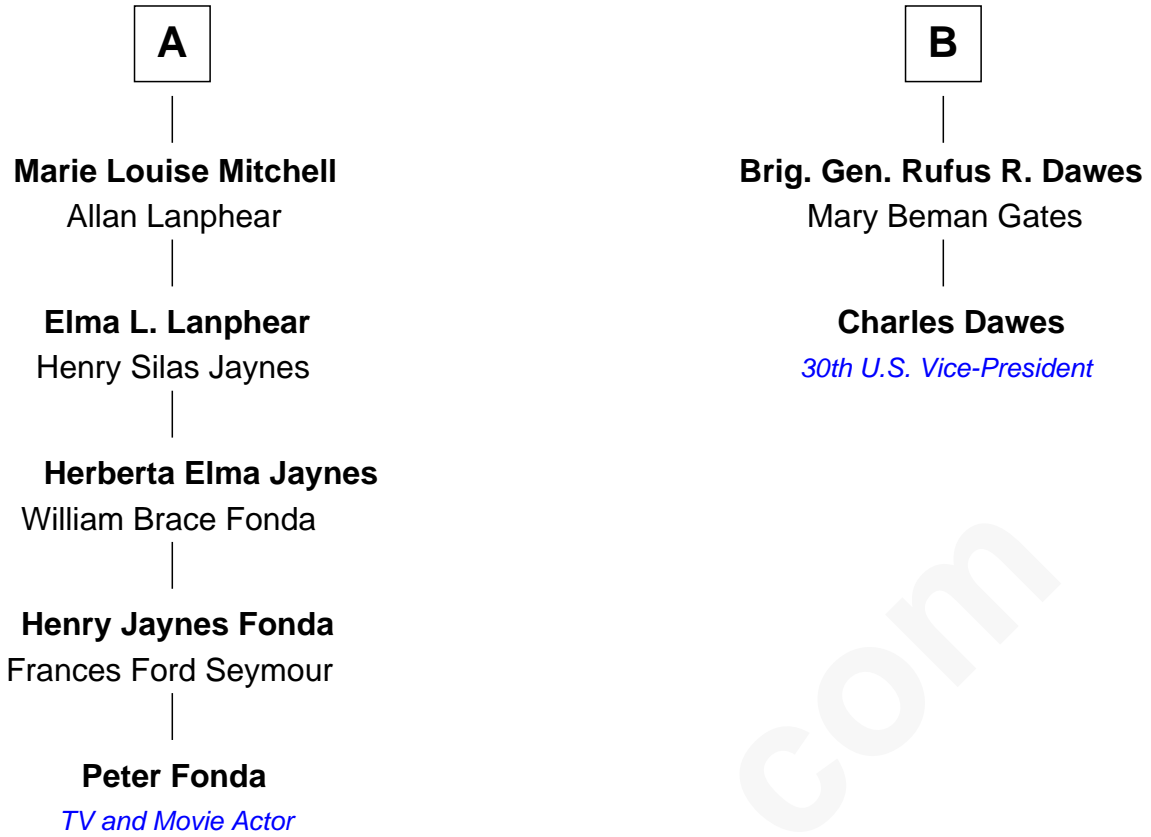 A
Marie Louise Mitchell
Allan Lanphear
Elma L. Lanphear
Henry Silas Jaynes
Herberta Elma Jaynes
William Brace Fonda
Henry Jaynes Fonda
Frances Ford Seymour
Peter Fonda
TV and Movie Actor
B
Brig. Gen. Rufus R. Dawes
Mary Beman Gates
Charles Dawes
30th U.S. Vice-President
com